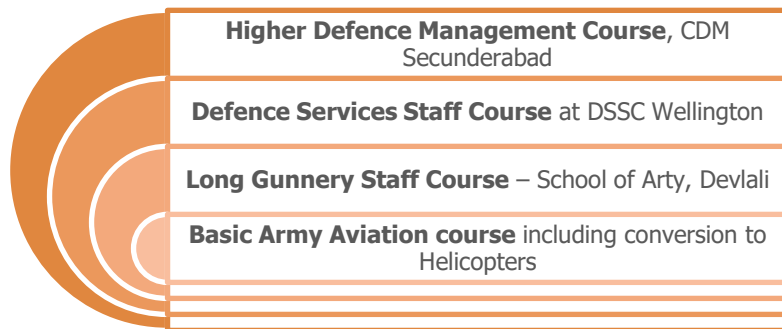 Higher Defence Management Course, CDM
Secunderabad
Defence Services Staff Course at DSSC Wellington
Long Gunnery Staff Course – School of Arty, Devlali
Basic Army Aviation course including conversion to
Helicopters